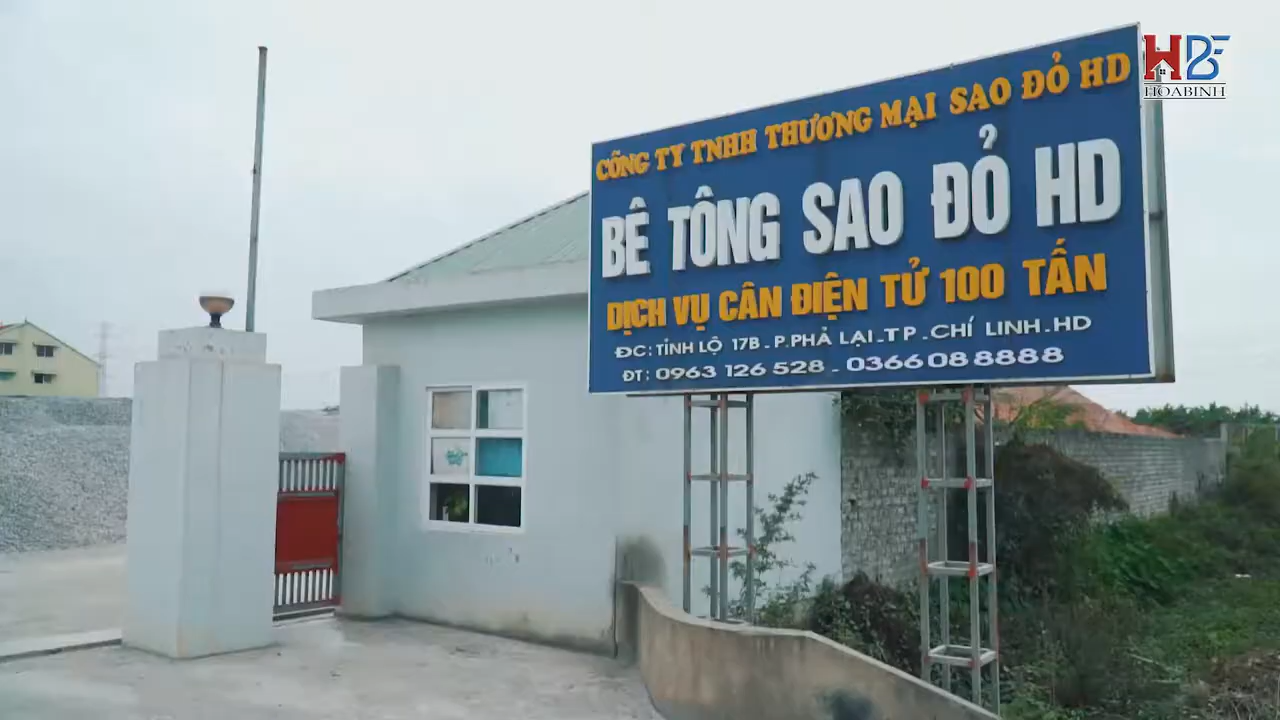 HBE
HOABINH
CÔNG TY TNHH THƯƠNG MẠI SAO ĐỎ HD
BÊ TÔNG SAO ĐỎ HD
DỊCH VỤ CÂN ĐIỆN TỬ 100 TẤN
ĐC: TỈNH LỘ 17B - P.PHẢ LẠI - TP - CHÍ LINH - HD
ĐT: 0963 126 528 - 0366088888